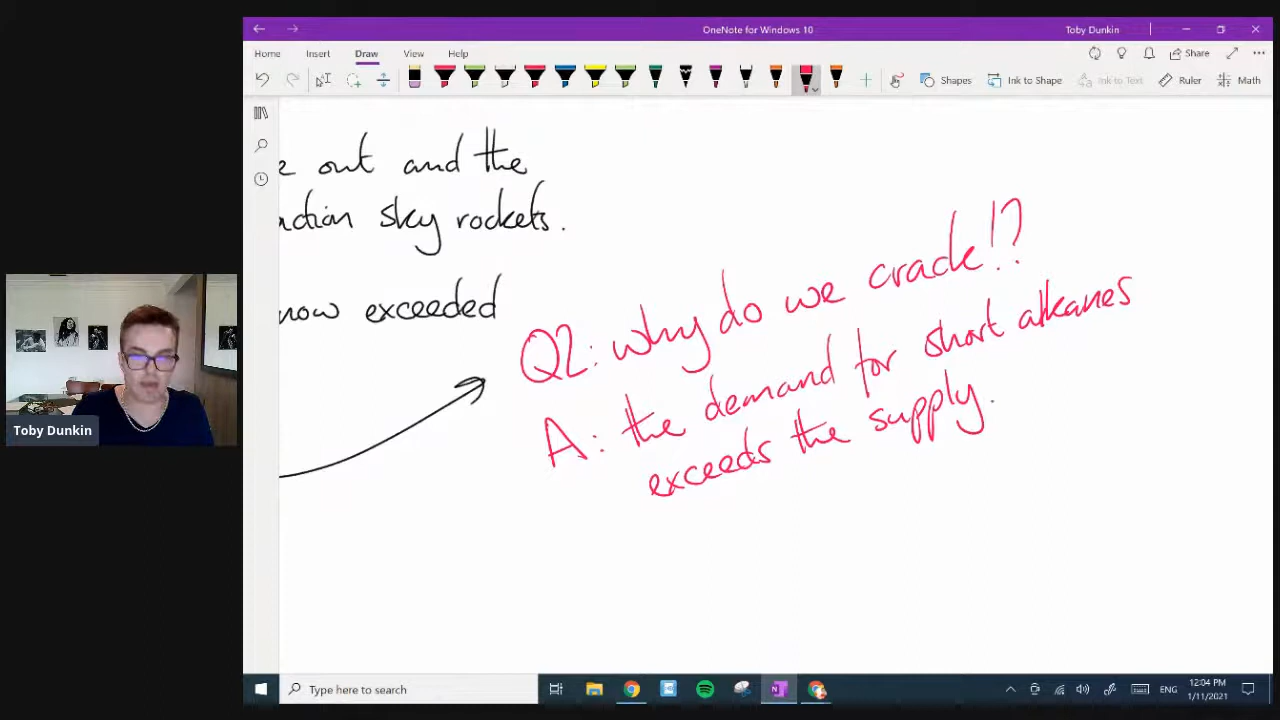 OneNote for Windows 10
Toby Dunkin
Home Insert Draw View Help
Share
Shapes
Ink to Shape
Ink to Text
Ruler
Math
e out and the
action sky rockets.
now exceeded
Q2: why do we crack!?
A: the demand for short alkanes
exceeds the supply.
Toby Dunkin
Type here to search
ENG
12:04 PM
1/11/2021